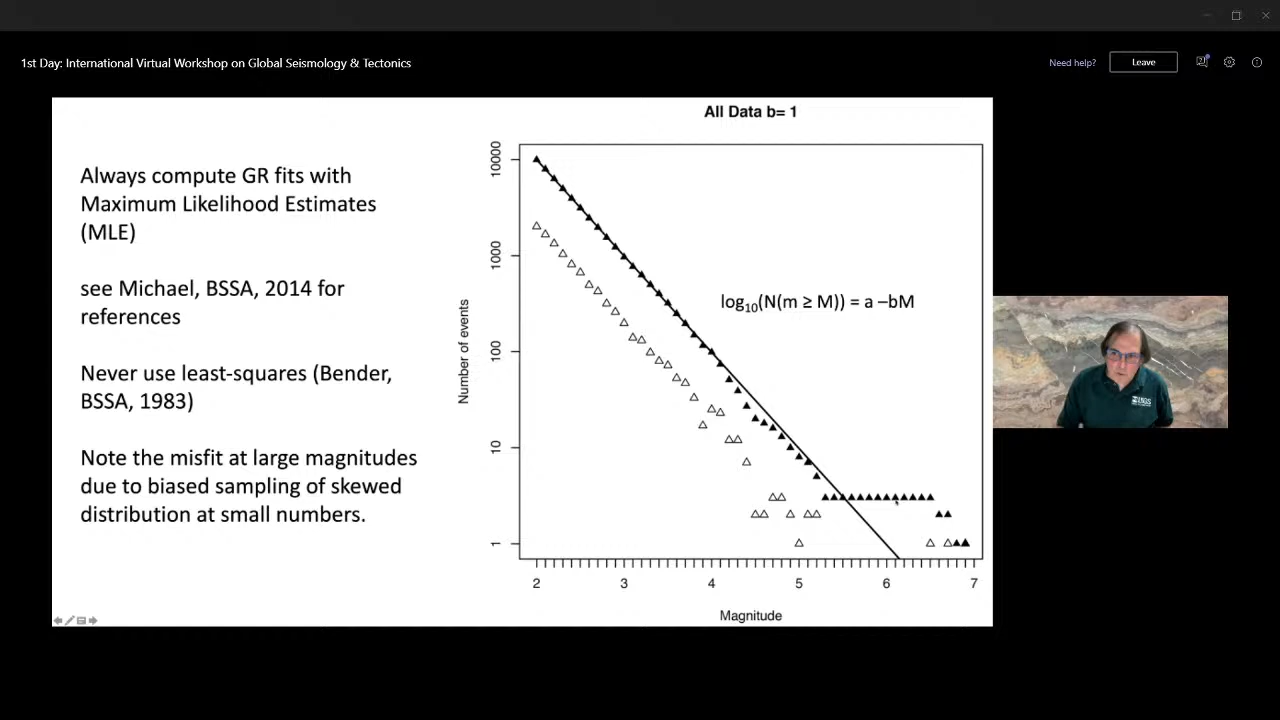 1st Day: International Virtual Workshop on Global Seismology & Tectonics
Need help?
Leave
All Data b= 1
Always compute GR fits with
Maximum Likelihood Estimates
(MLE)
see Michael, BSSA, 2014 for
references
Never use least-squares (Bender,
BSSA, 1983)
Note the misfit at large magnitudes
due to biased sampling of skewed
distribution at small numbers.
Number of events
10000
1000
100
10
1
log10(N(m ≥ M)) = a –bM
2 3 4 5 6 7
Magnitude
USGS